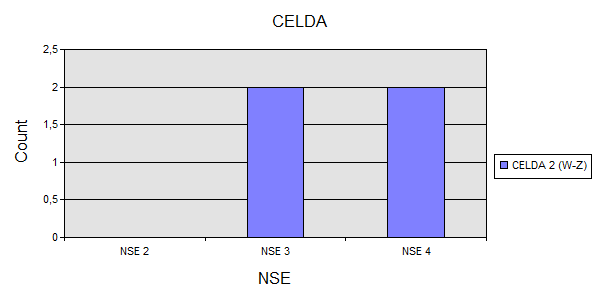 CELDA
2,5
2
1,5
1
0,5
0
Count
NSE 2
NSE 3
NSE 4
NSE
CELDA 2 (W-Z)